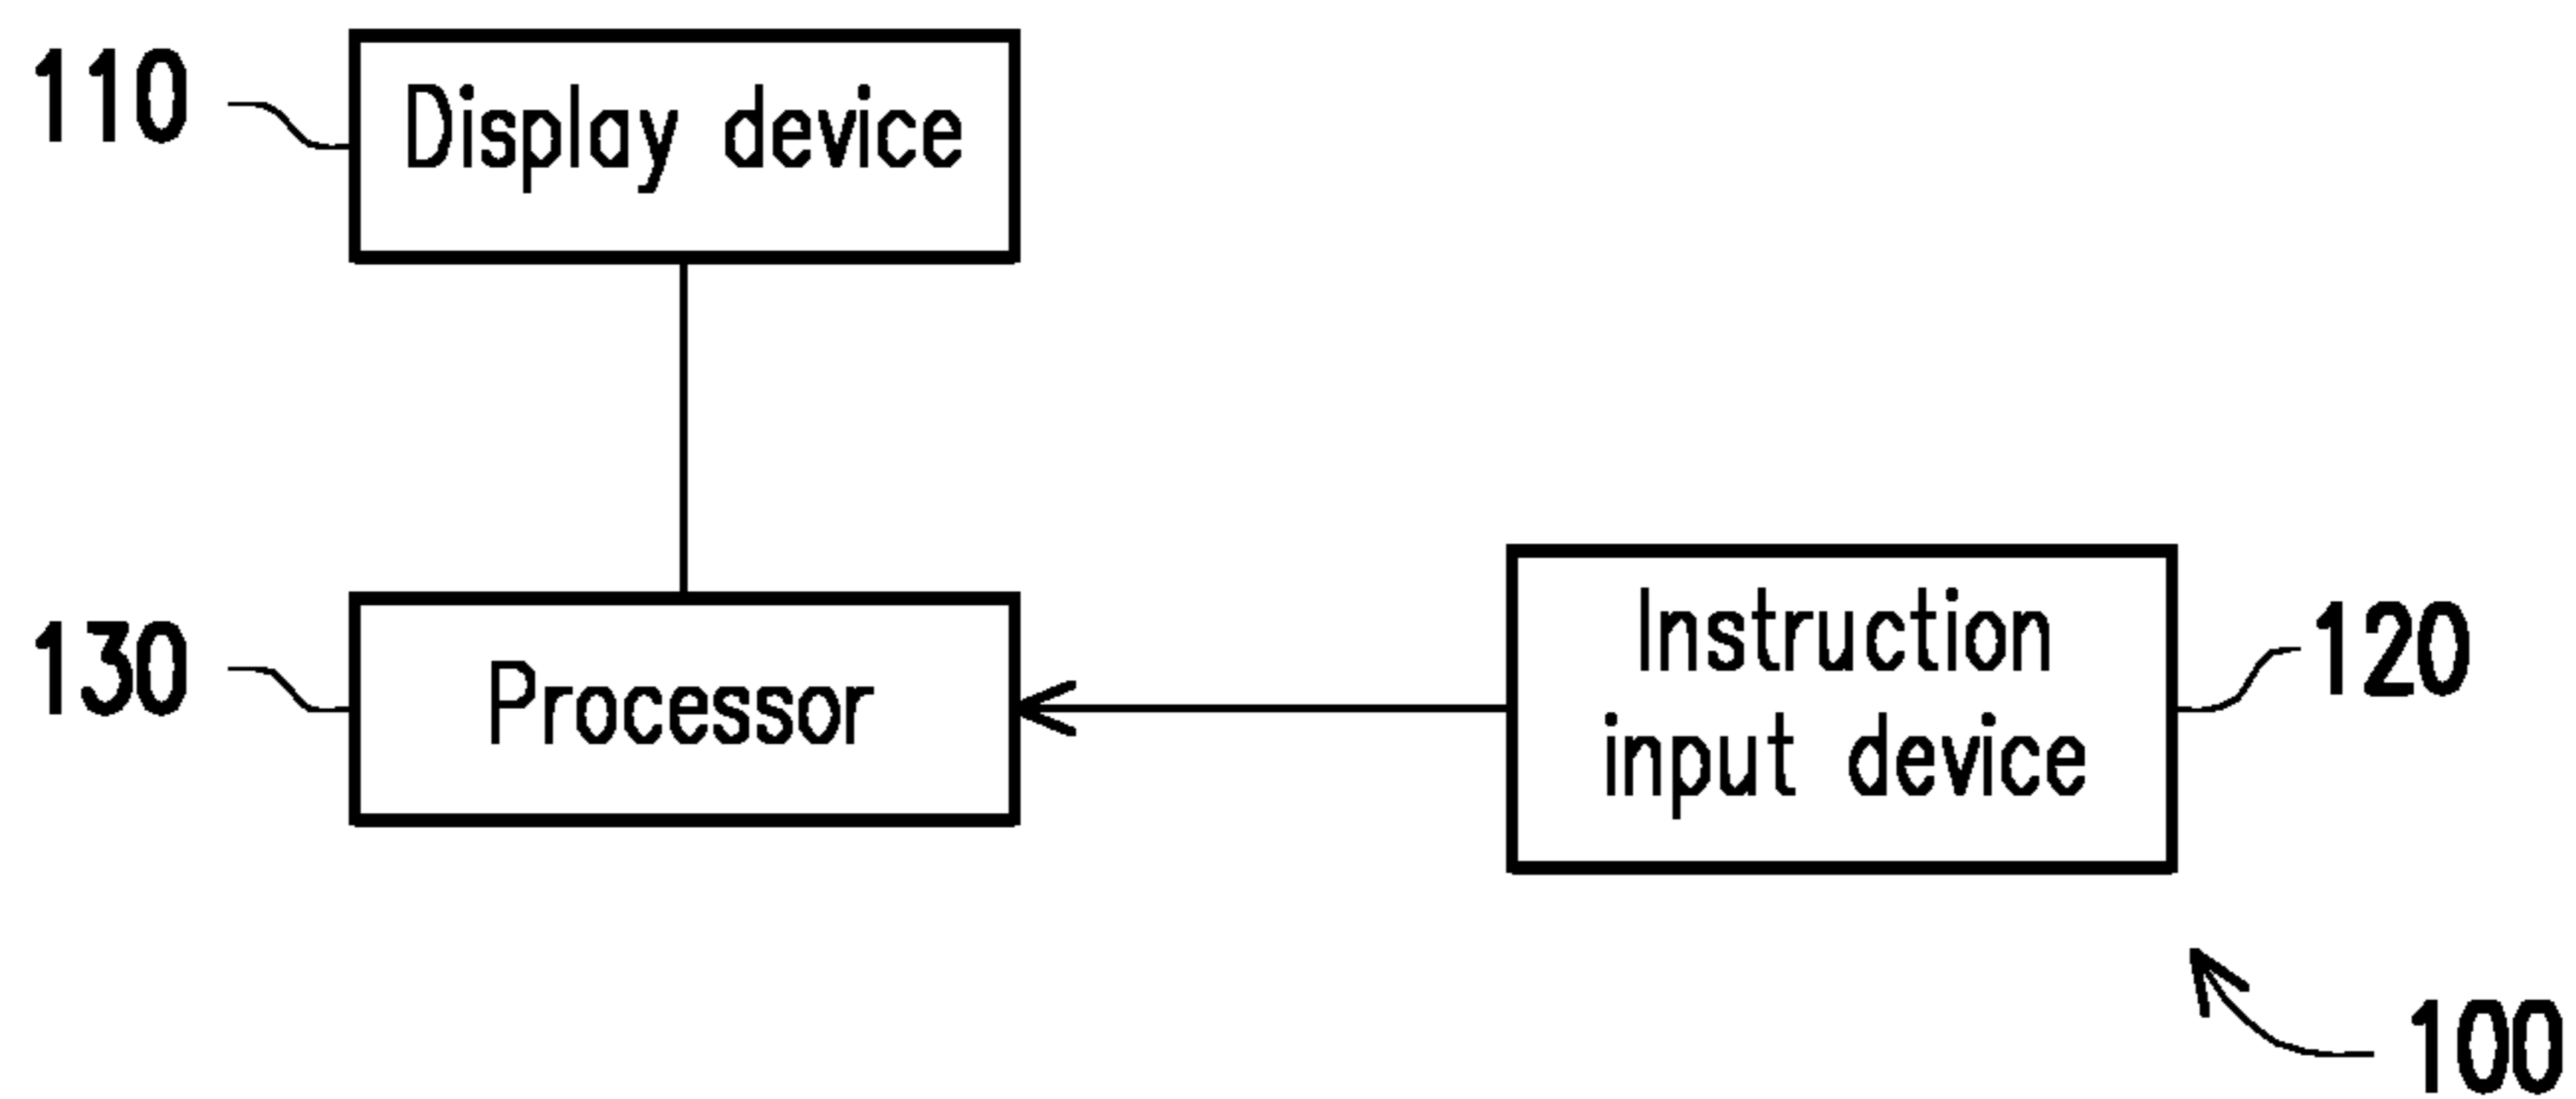 110
Display device
130
Processor
Instruction
input device
120
100